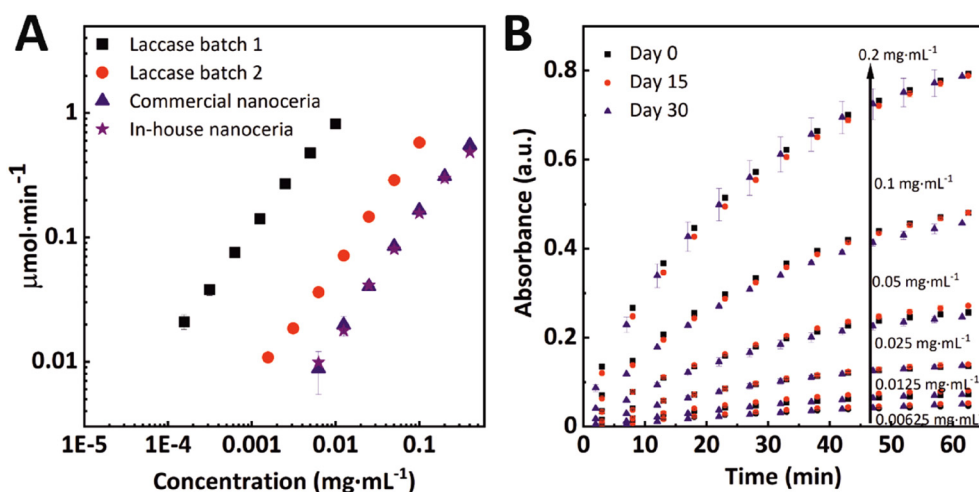 A
Laccase batch 1
Laccase batch 2
Commercial nanoceria
In-house nanoceria
1
0.1
0.01
μmol·min⁻¹
1E-5
0.001
0.01
0.1
Concentration (mg·mL⁻¹)
B
Day 0
Day 15
Day 30
0.2 mg·mL⁻¹
0.1 mg·mL⁻¹
0.05 mg·mL⁻¹
0.025 mg·mL⁻¹
0.0125 mg·mL⁻¹
0.00625 mg·mL⁻¹
0.8
0.6
0.4
0.2
0
Absorbance (a.u.)
0 10 20 30 40 50 60
Time (min)